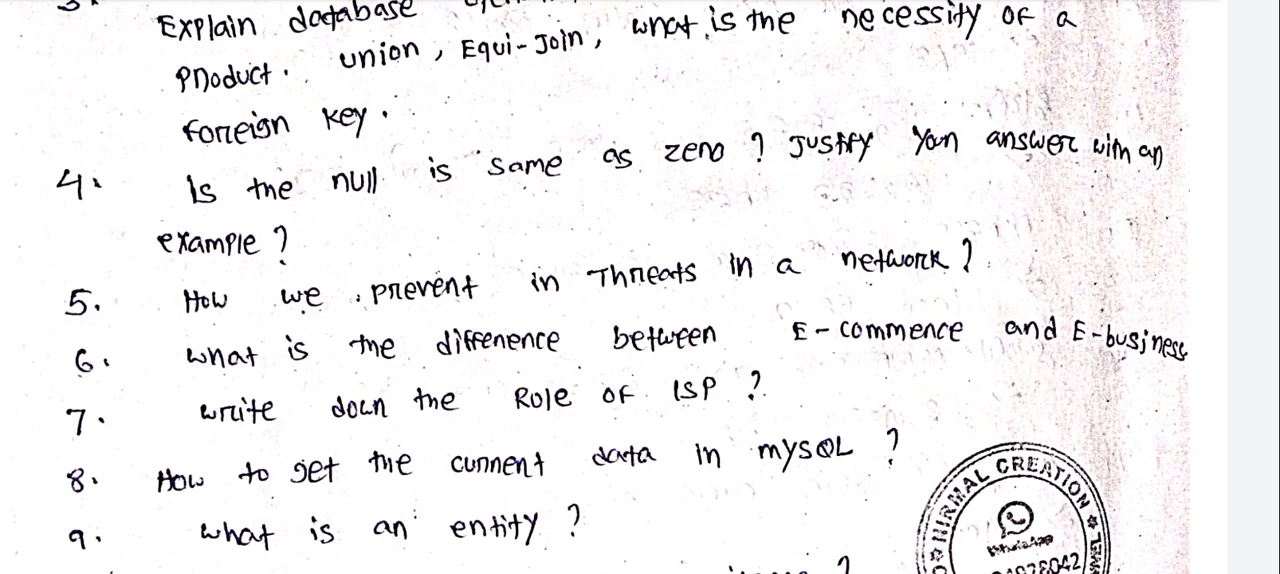 Explain database
product. union, Equi-Join, what is the necessity of a
foreign key.
4. Is the null is same as zero ? Justify your answer with an
example ?
5. How we prevent in Threats in a network ?
6. what is the difference between E-commence and E-business
7. write down the Role of ISP ?
8. How to get the current data in mysQL ?
9. what is an entity ?
NIRMAL CREATION
WhatsApp